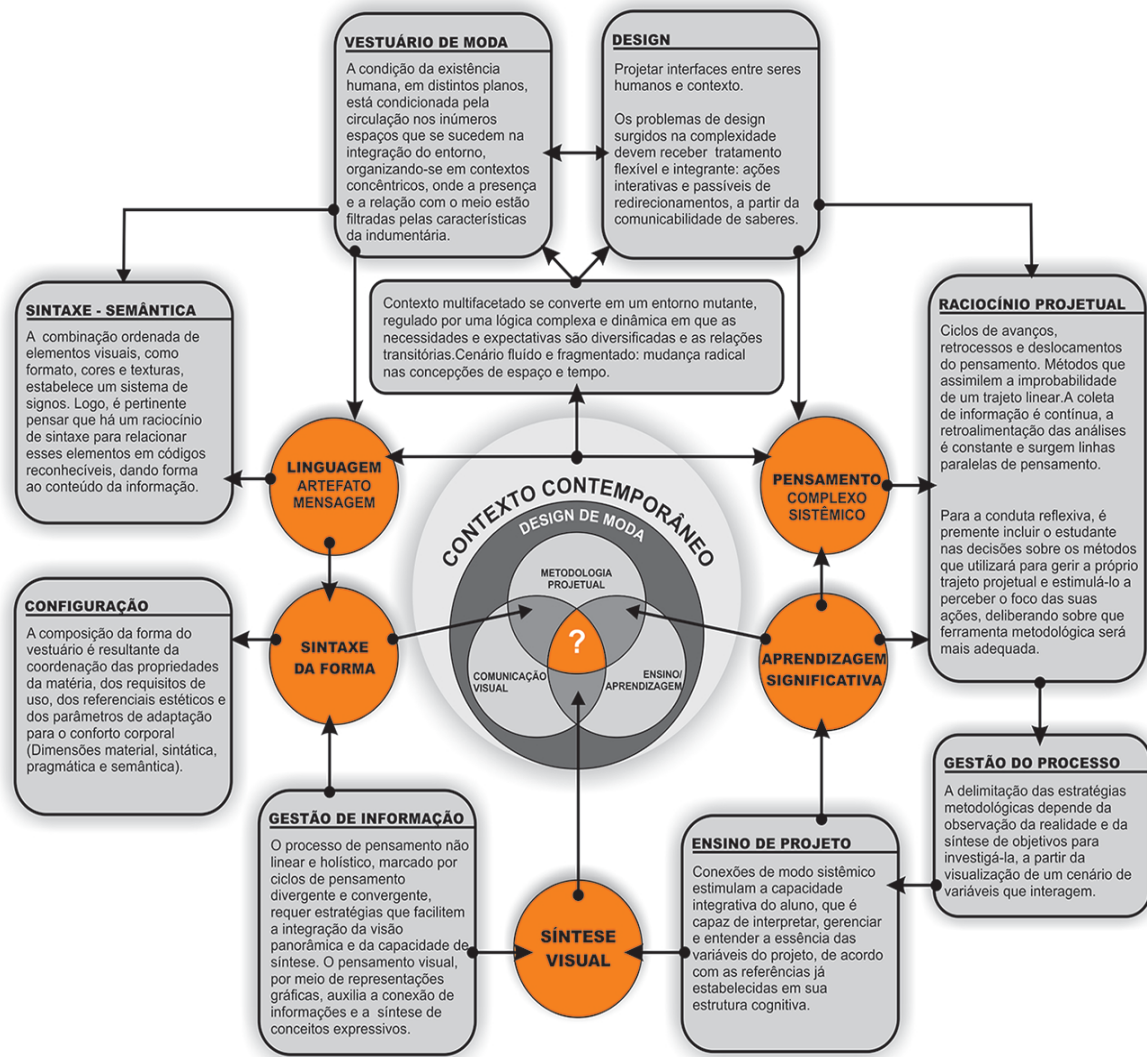 VESTUÁRIO DE MODA
A condição da existência
humana, em distintos planos,
está condicionada pela
circulação nos inúmeros
espaços que se sucedem na
integração do entorno,
organizando-se em contextos
concêntricos, onde a presença
e a relação com o meio estão
filtradas pelas características
da indumentária.
DESIGN
Projetar interfaces entre seres
humanos e contexto.
Os problemas de design
surgidos na complexidade
devem receber tratamento
flexível e integrante: ações
interativas e passíveis de
redirecionamentos, a partir da
comunicabilidade de saberes.
SINTAXE - SEMÂNTICA
A combinação ordenada de
elementos visuais, como
formato, cores e texturas,
estabelece um sistema de
signos. Logo, é pertinente
pensar que há um raciocínio
de sintaxe para relacionar
esses elementos em códigos
reconhecíveis, dando forma
ao conteúdo da informação.
Contexto multifacetado se converte em um entorno mutante,
regulado por uma lógica complexa e dinâmica em que as
necessidades e expectativas são diversificadas e as relações
transitórias.Cenário fluído e fragmentado: mudança radical
nas concepções de espaço e tempo.
RACIOCÍNIO PROJETUAL
Ciclos de avanços,
retrocessos e deslocamentos
do pensamento. Métodos que
assimilem a improbabilidade
de um trajeto linear.A coleta
de informação é contínua, a
retroalimentação das análises
é constante e surgem linhas
paralelas de pensamento.
Para a conduta reflexiva, é
premente incluir o estudante
nas decisões sobre os métodos
que utilizará para gerir a próprio
trajeto projetual e estimulá-lo a
perceber o foco das suas
ações, deliberando sobre que
ferramenta metodológica será
mais adequada.
LINGUAGEM
ARTEFATO
MENSAGEM
PENSAMENTO
COMPLEXO
SISTÊMICO
CONTEXTO CONTEMPORÂNEO
DESIGN DE MODA
METODOLOGIA
PROJETUAL
?
COMUNICAÇÃO
VISUAL
ENSINO/
APRENDIZAGEM
CONFIGURAÇÃO
A composição da forma do
vestuário é resultante da
coordenação das propriedades
da matéria, dos requisitos de
uso, dos referenciais estéticos e
dos parâmetros de adaptação
para o conforto corporal
(Dimensões material, sintática,
pragmática e semântica).
SINTAXE
DA FORMA
APRENDIZAGEM
SIGNIFICATIVA
GESTÃO DO PROCESSO
A delimitação das estratégias
metodológicas depende da
observação da realidade e da
síntese de objetivos para
investigá-la, a partir da
visualização de um cenário de
variáveis que interagem.
GESTÃO DE INFORMAÇÃO
O processo de pensamento não
linear e holístico, marcado por
ciclos de pensamento
divergente e convergente,
requer estratégias que facilitem
a integração da visão
panorâmica e da capacidade de
síntese. O pensamento visual,
por meio de representações
gráficas, auxilia a conexão de
informações e a síntese de
conceitos expressivos.
SÍNTESE
VISUAL
ENSINO DE PROJETO
Conexões de modo sistêmico
estimulam a capacidade
integrativa do aluno, que é
capaz de interpretar, gerenciar
e entender a essência das
variáveis do projeto, de acordo
com as referências já
estabelecidas em sua
estrutura cognitiva.